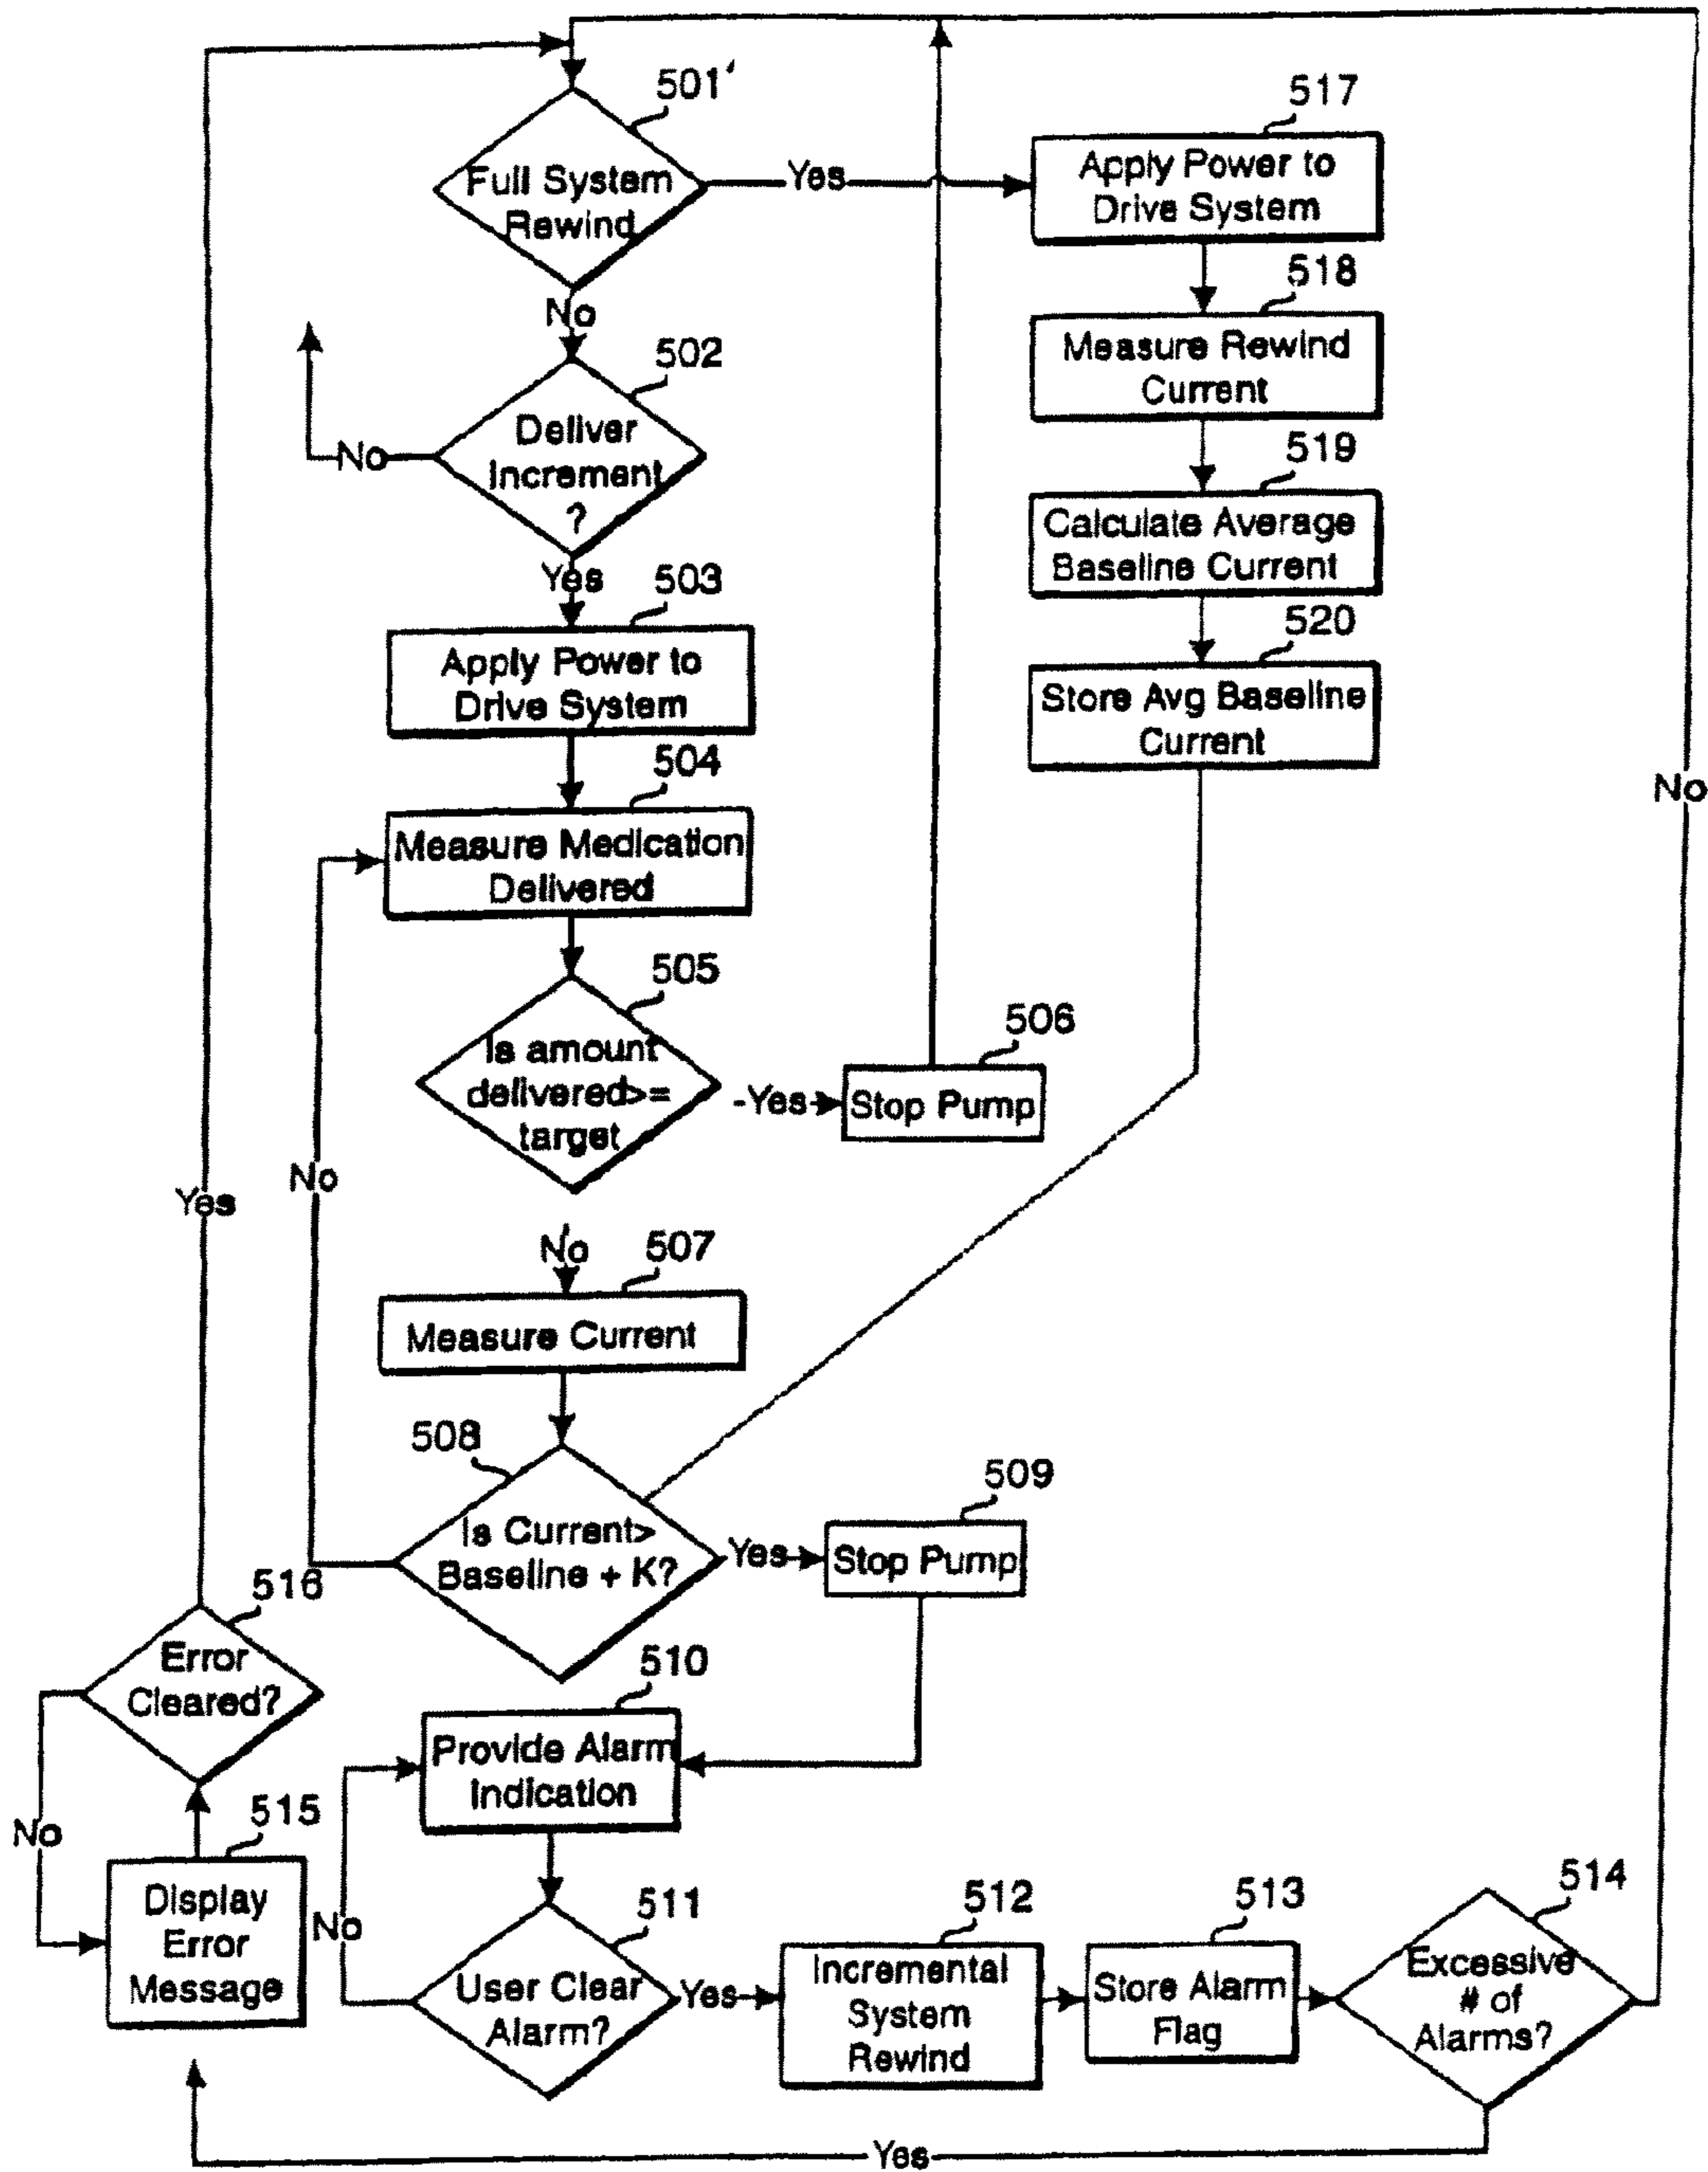 501'
Full System
Rewind
Yes
517
Apply Power to
Drive System
No
518
Measure Rewind
Current
502
Deliver
Increment
?
No
519
Calculate Average
Baseline Current
Yes
503
Apply Power to
Drive System
520
Store Avg Baseline
Current
504
Measure Medication
Delivered
No
505
Is amount
delivered>=
target
-Yes
506
Stop Pump
No
Yes
No
507
Measure Current
508
Is Current>
Baseline + K?
Yes
509
Stop Pump
516
Error
Cleared?
No
510
Provide Alarm
Indication
515
Display
Error
Message
No
511
User Clear
Alarm?
Yes
512
Incremental
System
Rewind
513
Store Alarm
Flag
514
Excessive
# of
Alarms?
Yes